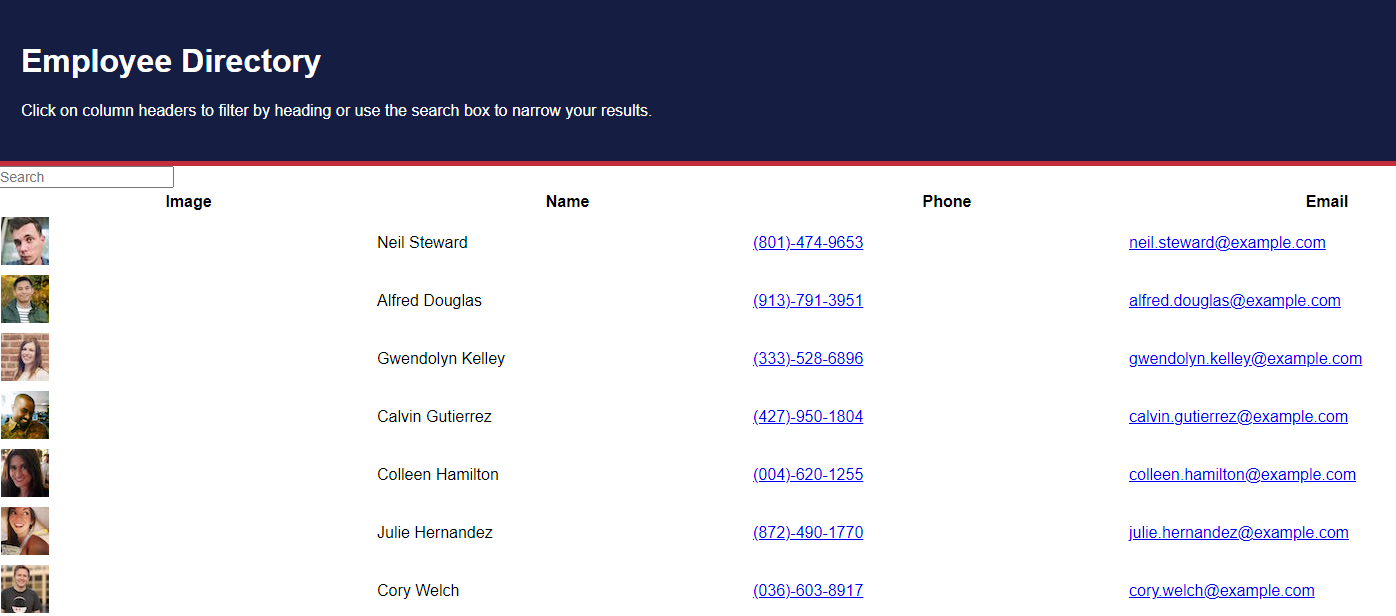 Employee Directory
Click on column headers to filter by heading or use the search box to narrow your results.
Search
Image Name Phone Email
Neil Steward (801)-474-9653 neil.steward@example.com
Alfred Douglas (913)-791-3951 alfred.douglas@example.com
Gwendolyn Kelley (333)-528-6896 gwendolyn.kelley@example.com
Calvin Gutierrez (427)-950-1804 calvin.gutierrez@example.com
Colleen Hamilton (004)-620-1255 colleen.hamilton@example.com
Julie Hernandez (872)-490-1770 julie.hernandez@example.com
Cory Welch (036)-603-8917 cory.welch@example.com